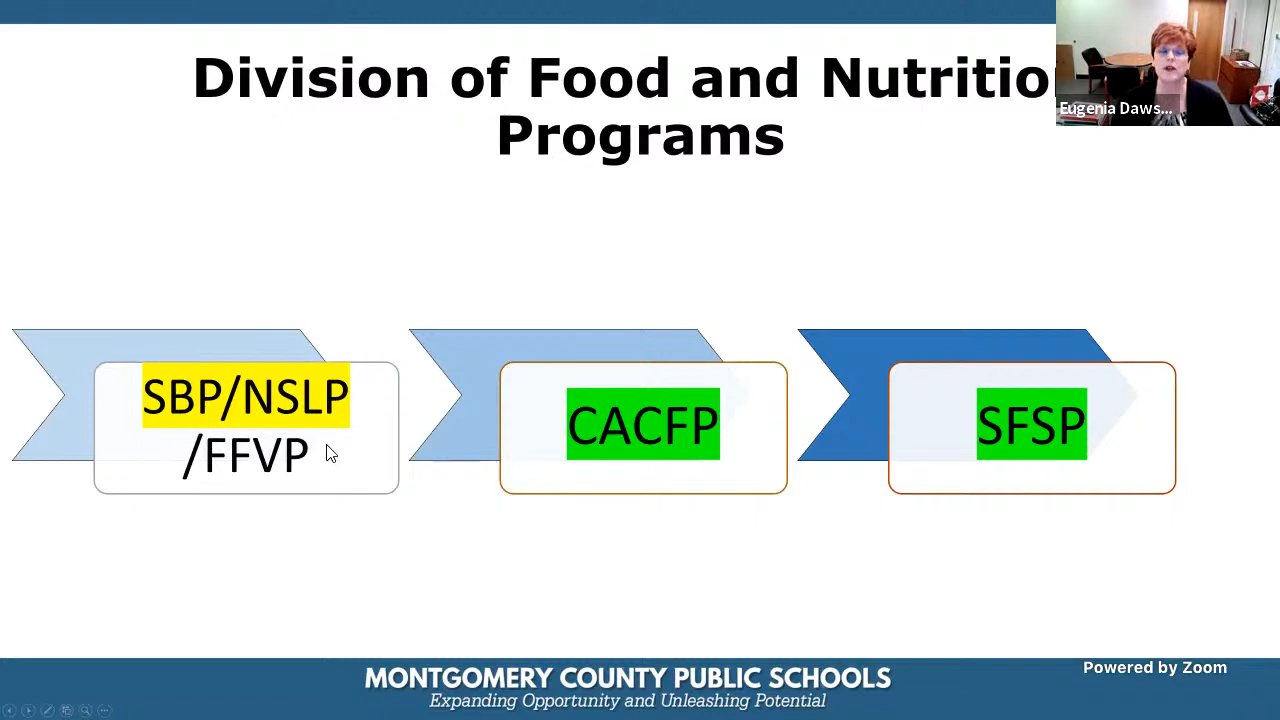 Division of Food and Nutritio
Programs
Eugenia Daws...
SBP/NSLP
/FFVP
CACFP
SFSP
MONTGOMERY COUNTY PUBLIC SCHOOLS
Expanding Opportunity and Unleashing Potential
Powered by Zoom